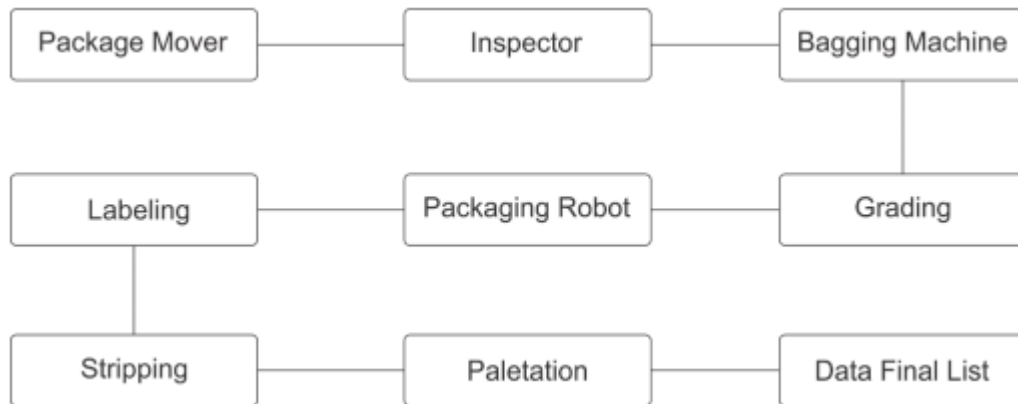 Package Mover
Inspector
Bagging Machine
Labeling
Packaging Robot
Grading
Stripping
Paletation
Data Final List